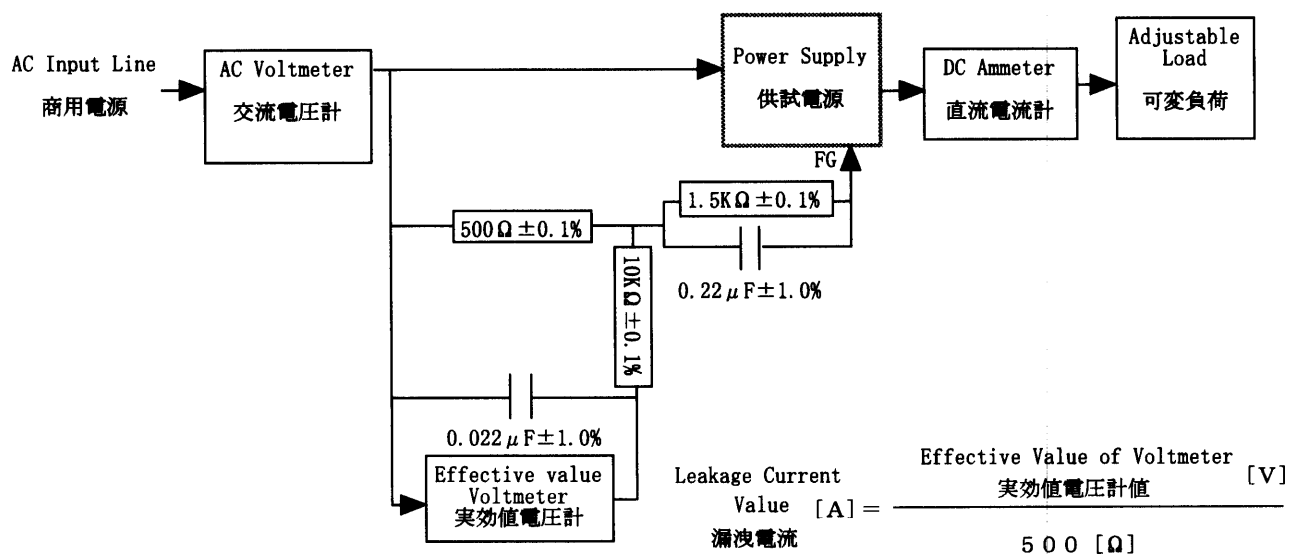 AC Input Line
商用電源
AC Voltmeter
交流電圧計
Power Supply
供試電源
DC Ammeter
直流電流計
Adjustable
Load
可変負荷
FG
1.5KΩ±0.1%
500Ω±0.1%
10KΩ±0.1%
0.22μF±1.0%
0.022μF±1.0%
Effective value
Voltmeter
実効値電圧計
Leakage Current
Value [A]=
漏洩電流
Effective Value of Voltmeter
実効値電圧計値
[V]
500[Ω]